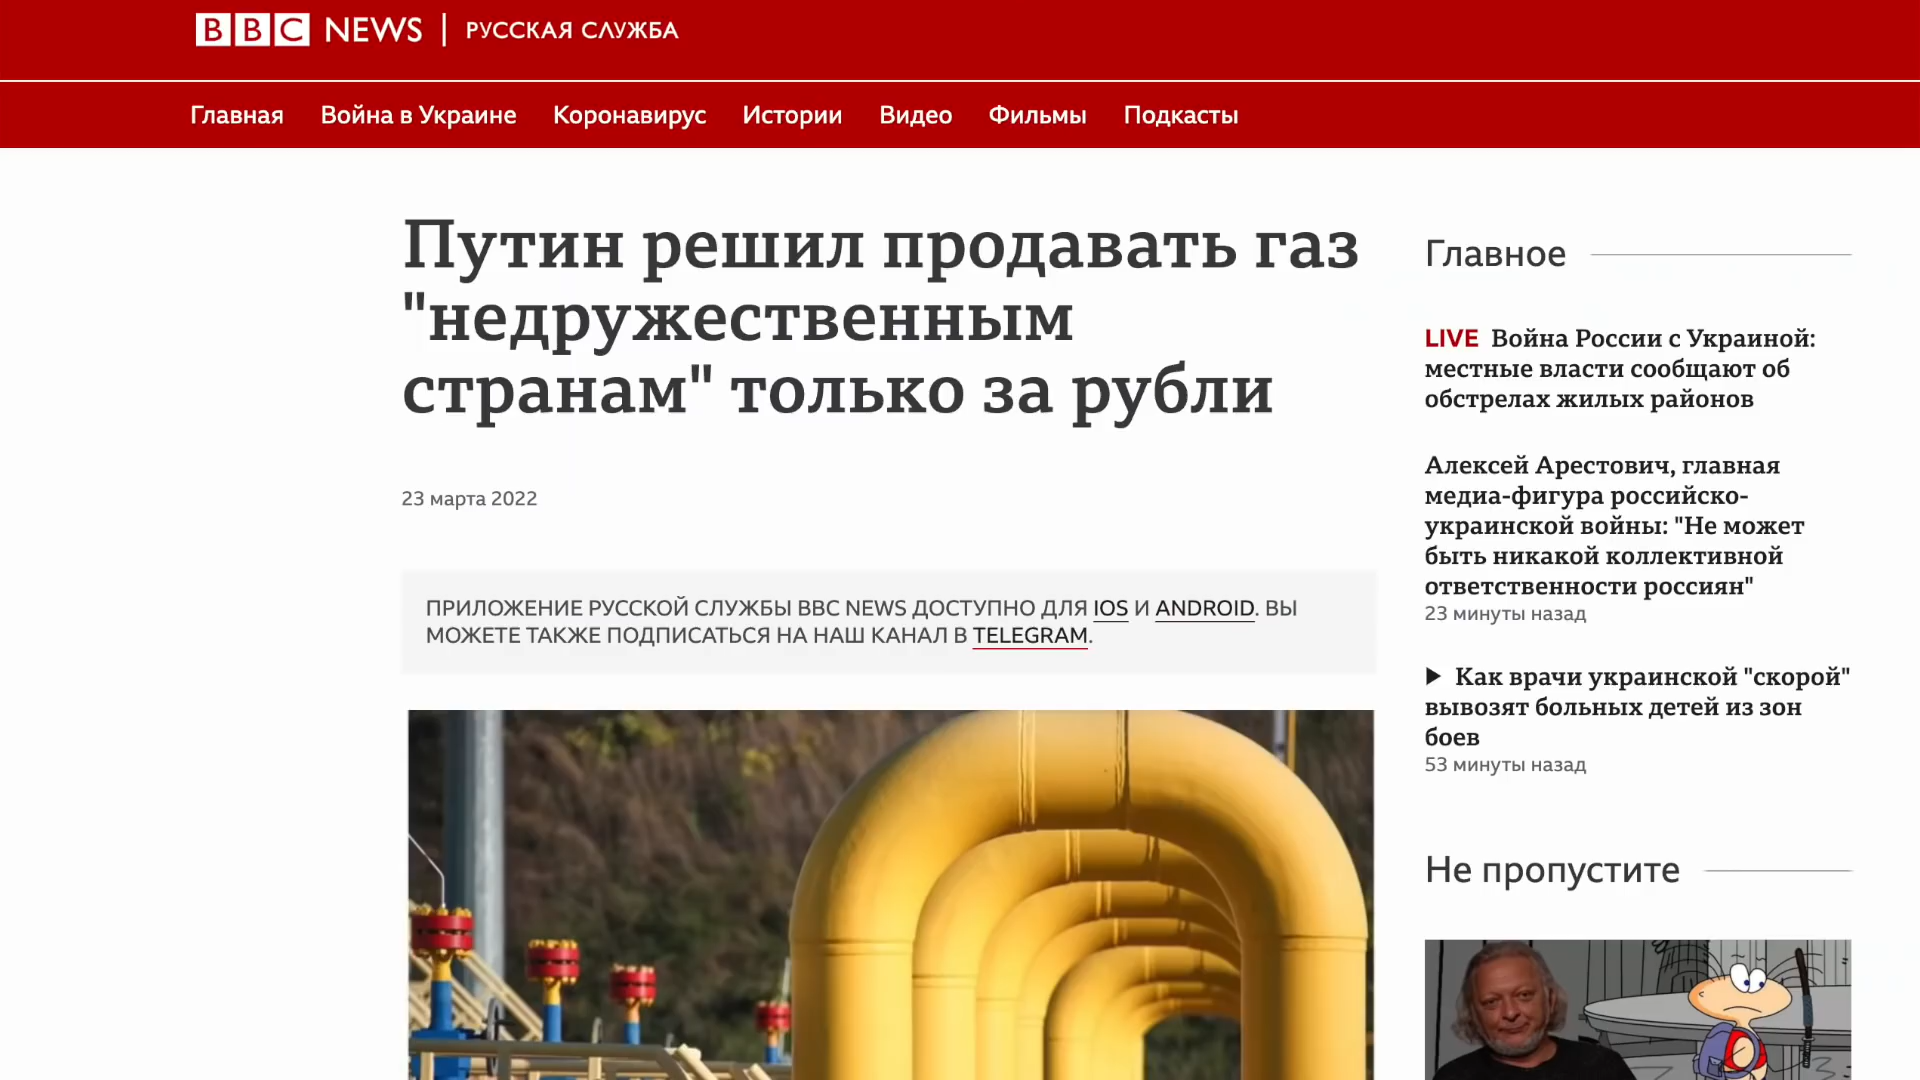 BBC NEWS | РУССКАЯ СЛУЖБА
Главная Война в Украине Коронавирус Истории Видео Фильмы Подкасты
Путин решил продавать газ
"недружественным
странам" только за рубли
23 марта 2022
ПРИЛОЖЕНИЕ РУССКОЙ СЛУЖБЫ BBC NEWS ДОСТУПНО ДЛЯ IOS И ANDROID. ВЫ
МОЖЕТЕ ТАКЖЕ ПОДПИСАТЬСЯ НА НАШ КАНАЛ В TELEGRAM.
Главное
LIVE Война России с Украиной:
местные власти сообщают об
обстрелах жилых районов
Алексей Арестович, главная
медиа-фигура российско-
украинской войны: "Не может
быть никакой коллективной
ответственности россиян"
23 минуты назад
Как врачи украинской "скорой"
вывозят больных детей из зон
боев
53 минуты назад
Не пропустите